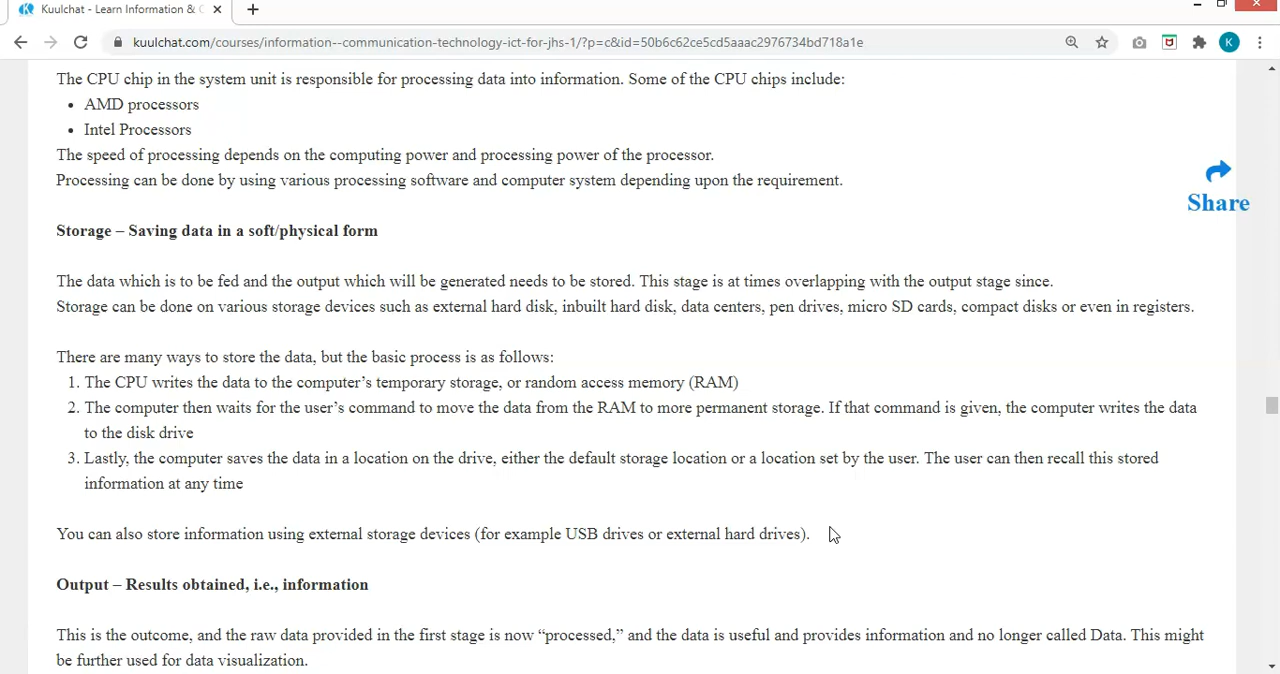 Kuulchat - Learn Information & C
kuulchat.com/courses/information--communication-technology-ict-for-jhs-1/?p=c&id=50b6c62ce5cd5aaac2976734bd718a1e
K
The CPU chip in the system unit is responsible for processing data into information. Some of the CPU chips include:
• AMD processors
• Intel Processors
The speed of processing depends on the computing power and processing power of the processor.
Processing can be done by using various processing software and computer system depending upon the requirement.
Share
Storage – Saving data in a soft/physical form
The data which is to be fed and the output which will be generated needs to be stored. This stage is at times overlapping with the output stage since.
Storage can be done on various storage devices such as external hard disk, inbuilt hard disk, data centers, pen drives, micro SD cards, compact disks or even in registers.
There are many ways to store the data, but the basic process is as follows:
1. The CPU writes the data to the computer’s temporary storage, or random access memory (RAM)
2. The computer then waits for the user’s command to move the data from the RAM to more permanent storage. If that command is given, the computer writes the data
to the disk drive
3. Lastly, the computer saves the data in a location on the drive, either the default storage location or a location set by the user. The user can then recall this stored
information at any time
You can also store information using external storage devices (for example USB drives or external hard drives).
Output – Results obtained, i.e., information
This is the outcome, and the raw data provided in the first stage is now “processed,” and the data is useful and provides information and no longer called Data. This might
be further used for data visualization.